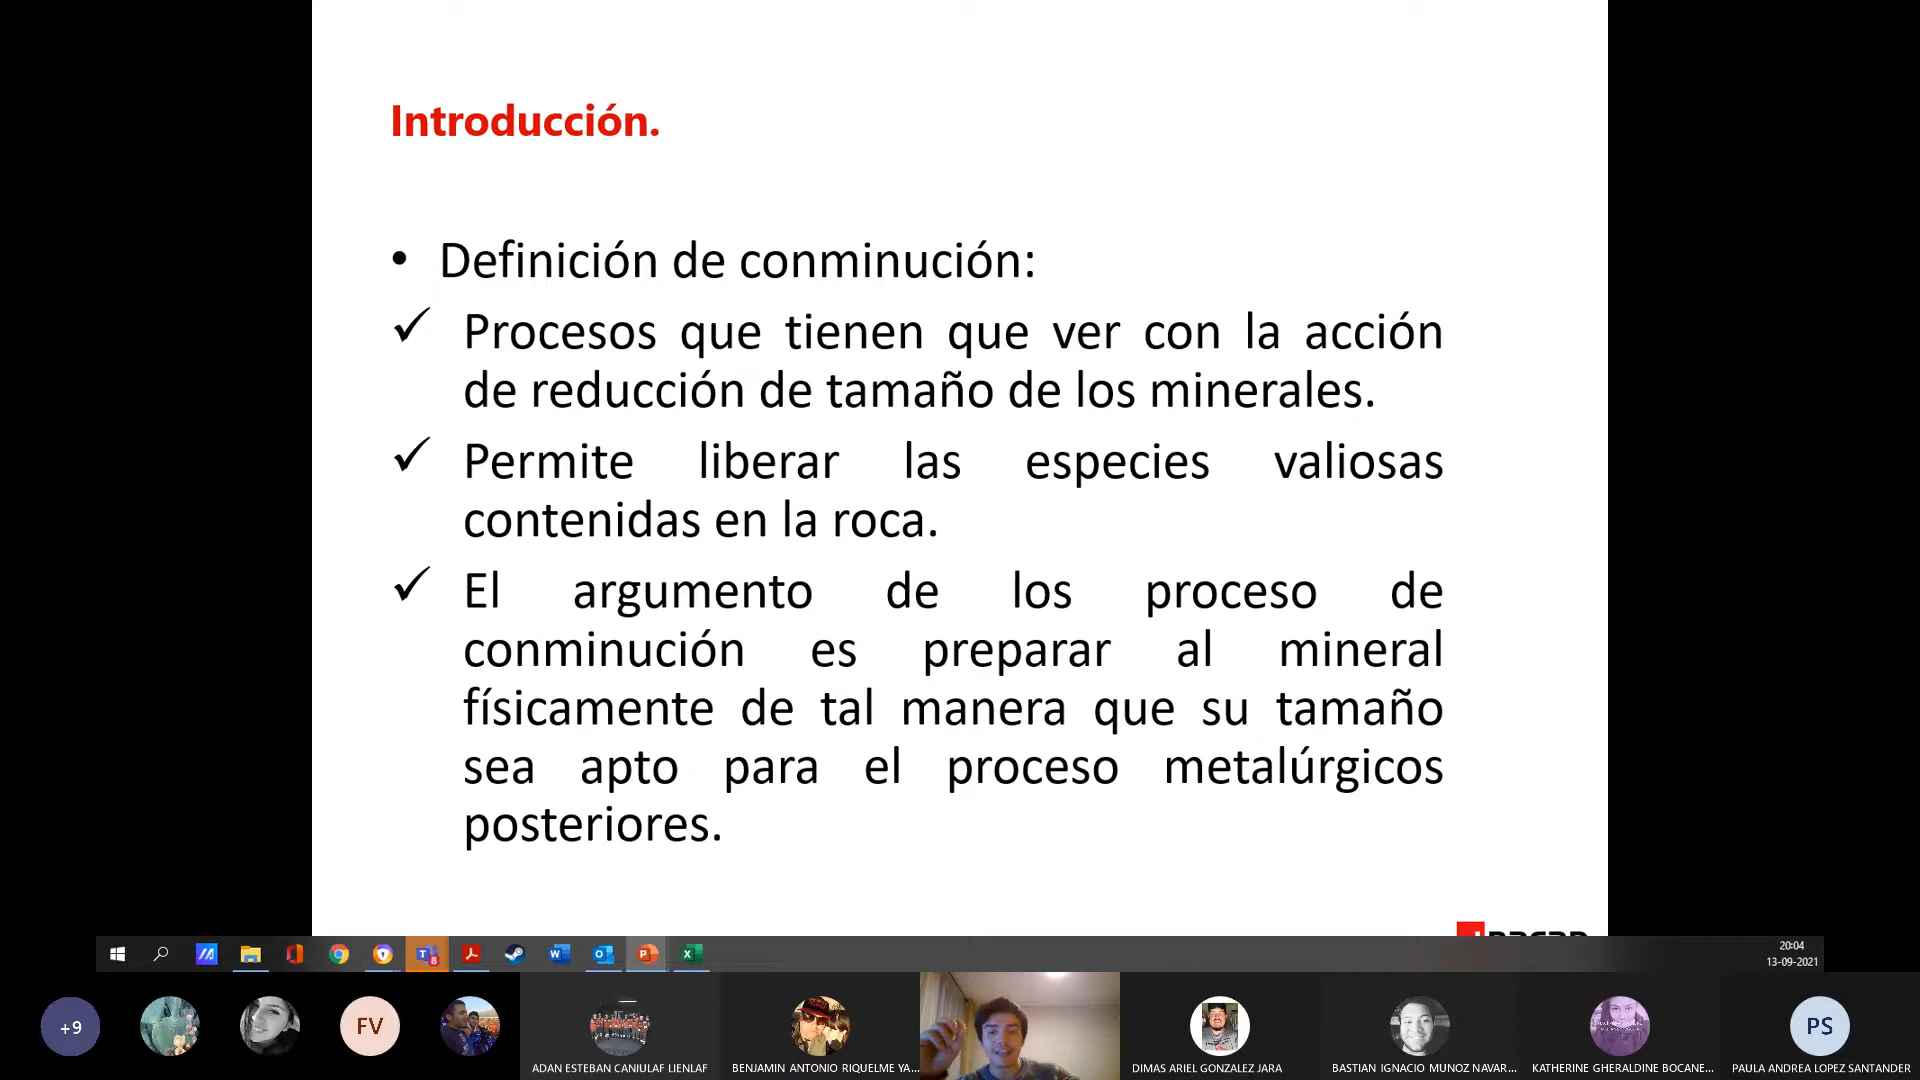 Introducción.
• Definición de conminución:
✓ Procesos que tienen que ver con la acción
de reducción de tamaño de los minerales.
✓ Permite liberar las especies valiosas
contenidas en la roca.
✓ El argumento de los proceso de
conminución es preparar al mineral
físicamente de tal manera que su tamaño
sea apto para el proceso metalúrgicos
posteriores.
20:04
13-09-2021
+9
FV
PS
ADAN ESTEBAN CANIULAF LIENLAF
BENJAMIN ANTONIO RIQUELME YA...
DIMAS ARIEL GONZALEZ JARA
BASTIAN IGNACIO MUNOZ NAVAR...
KATHERINE GHERALDINE BOCANE...
PAULA ANDREA LOPEZ SANTANDER